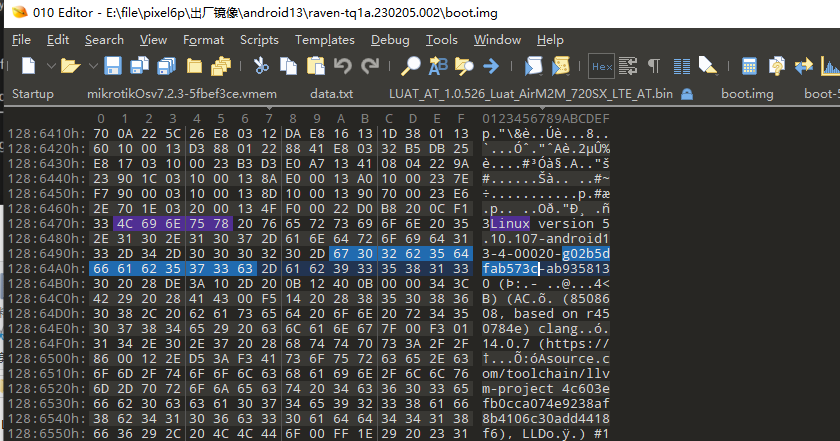 010 Editor - E:\file\pixel6p\出厂镜像\android13\raven-tq1a.230205.002\boot.img
File Edit Search View Format Scripts Templates Debug Tools Window Help
Hex
Startup mikrotikOsv7.2.3-5fbef3ce.vmem data.txt LUAT_AT_1.0.526_Luat_AirM2M_720SX_LTE_AT.bin boot.img boot-5
0 1 2 3 4 5 6 7 8 9 A B C D E F 0123456789ABCDEF
128:6410h: 70 0A 22 5C 26 E8 03 12 DA E8 16 13 1D 38 01 13 p."\&è..Úè...8..
128:6420h: 60 10 00 13 D3 88 01 22 88 41 E8 03 32 B5 DB 25 `...Óˆ."ˆAè.2µÛ%
128:6430h: E8 17 03 10 00 23 B3 D3 E0 A7 13 41 08 04 22 9A è....#³Óà§.A.."š
128:6440h: 23 90 1C 03 10 00 13 8A E0 00 13 A0 10 00 23 7E #......Šà.. ..#~
128:6450h: F7 90 00 03 10 00 13 8D 10 00 13 90 70 00 23 E6 ÷...........p.#æ
128:6460h: 2E 70 1E 03 20 00 13 4F F0 00 22 D0 B8 20 0C F1 .p.. ..Oð."Ð¸ .ñ
128:6470h: 33 4C 69 6E 75 78 20 76 65 72 73 69 6F 6E 20 35 3Linux version 5
128:6480h: 2E 31 30 2E 31 30 37 2D 61 6E 64 72 6F 69 64 31 .10.107-android1
128:6490h: 33 2D 34 2D 30 30 30 32 30 2D 67 30 32 62 35 64 3-4-00020-g02b5d
128:64A0h: 66 61 62 35 37 33 63 2D 61 62 39 33 35 38 31 33 fab573c-ab935813
128:64B0h: 30 20 28 DE 3A 10 2D 20 0B 12 40 0B 00 00 34 3C 0 (Þ:.- ..@...4<
128:64C0h: 42 29 20 28 41 43 00 F5 14 20 28 38 35 30 38 36 B) (AC.õ. (85086
128:64D0h: 30 38 2C 20 62 61 73 65 64 20 6F 6E 20 72 34 35 08, based on r45
128:64E0h: 30 37 38 34 65 29 20 63 6C 61 6E 67 7F 00 F3 01 0784e) clang..ó.
128:64F0h: 31 34 2E 30 2E 37 20 28 68 74 74 70 73 3A 2F 2F 14.0.7 (https://
128:6500h: 86 00 12 2E D5 3A F3 41 73 6F 75 72 63 65 2E 63 †...Õ:óAsource.c
128:6510h: 6F 6D 2F 74 6F 6F 6C 63 68 61 69 6E 2F 6C 6C 76 om/toolchain/llv
128:6520h: 6D 2D 70 72 6F 6A 65 63 74 20 34 63 36 30 33 65 m-project 4c603e
128:6530h: 66 62 30 63 63 61 30 37 34 65 39 32 33 38 61 66 fb0cca074e9238af
128:6540h: 38 62 34 31 30 36 63 33 30 61 64 64 34 34 31 38 8b4106c30add4418
128:6550h: 66 36 29 2C 20 4C 4C 44 6F 00 FF 1E 29 20 23 31 f6), LLDo.ÿ.) #1